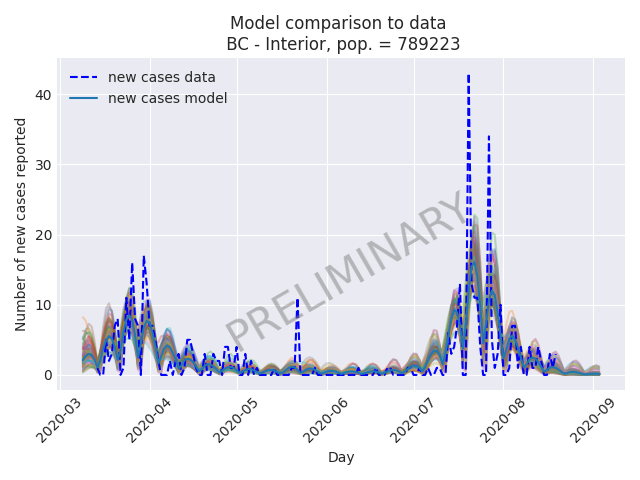 Model comparison to data
BC - Interior, pop. = 789223
new cases data
new cases model
Number of new cases reported
40
30
20
10
0
PRELIMINARY
2020-03
2020-04
2020-05
2020-06
2020-07
2020-08
2020-09
Day